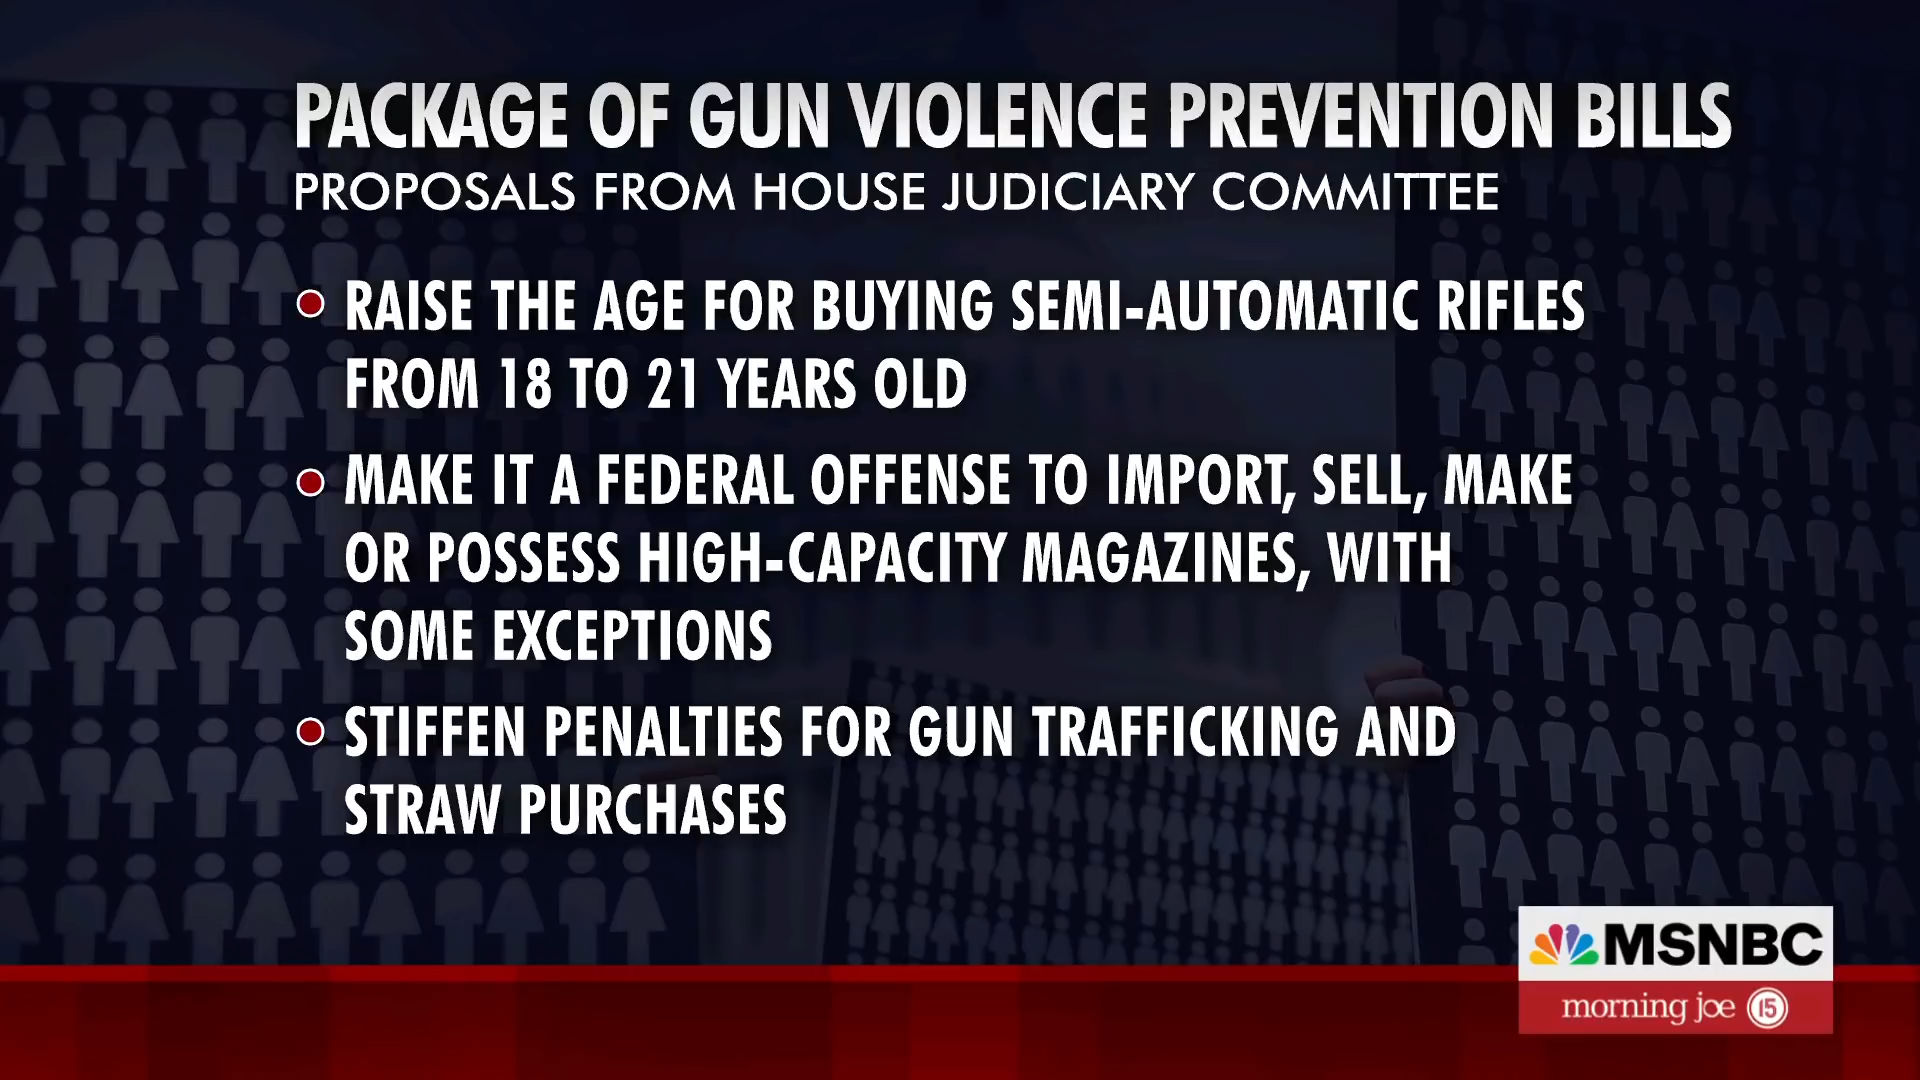 PACKAGE OF GUN VIOLENCE PREVENTION BILLS
PROPOSALS FROM HOUSE JUDICIARY COMMITTEE
RAISE THE AGE FOR BUYING SEMI-AUTOMATIC RIFLES
FROM 18 TO 21 YEARS OLD
MAKE IT A FEDERAL OFFENSE TO IMPORT, SELL, MAKE
OR POSSESS HIGH-CAPACITY MAGAZINES, WITH
SOME EXCEPTIONS
STIFFEN PENALTIES FOR GUN TRAFFICKING AND
STRAW PURCHASES
MSNBC
morning joe 15